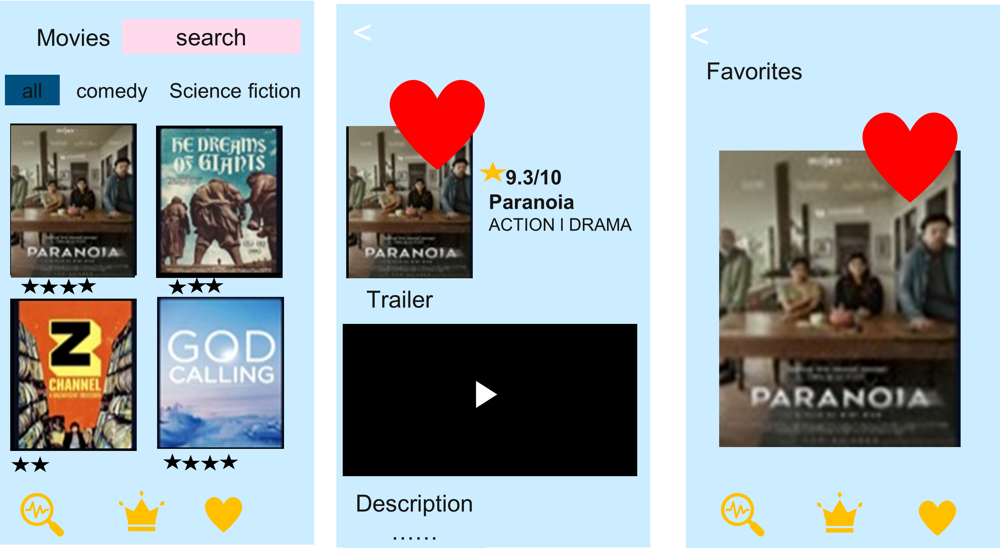 Movies
search
all
comedy
Science fiction
PARANOIA
HE DREAMS
OF GIANTS
Z
CHANNEL
GOD
CALLING
<
9.3/10
Paranoia
ACTION I DRAMA
PARANOIA
Trailer
Description
......
<
Favorites
PARANOIA